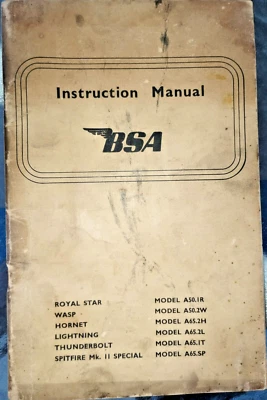 Instruction Manual
BSA
ROYAL STAR MODEL A50.1R
WASP MODEL A50.2W
HORNET MODEL A65.2H
LIGHTNING MODEL A65.2L
THUNDERBOLT MODEL A65.1T
SPITFIRE Mk. II SPECIAL MODEL A65.SP